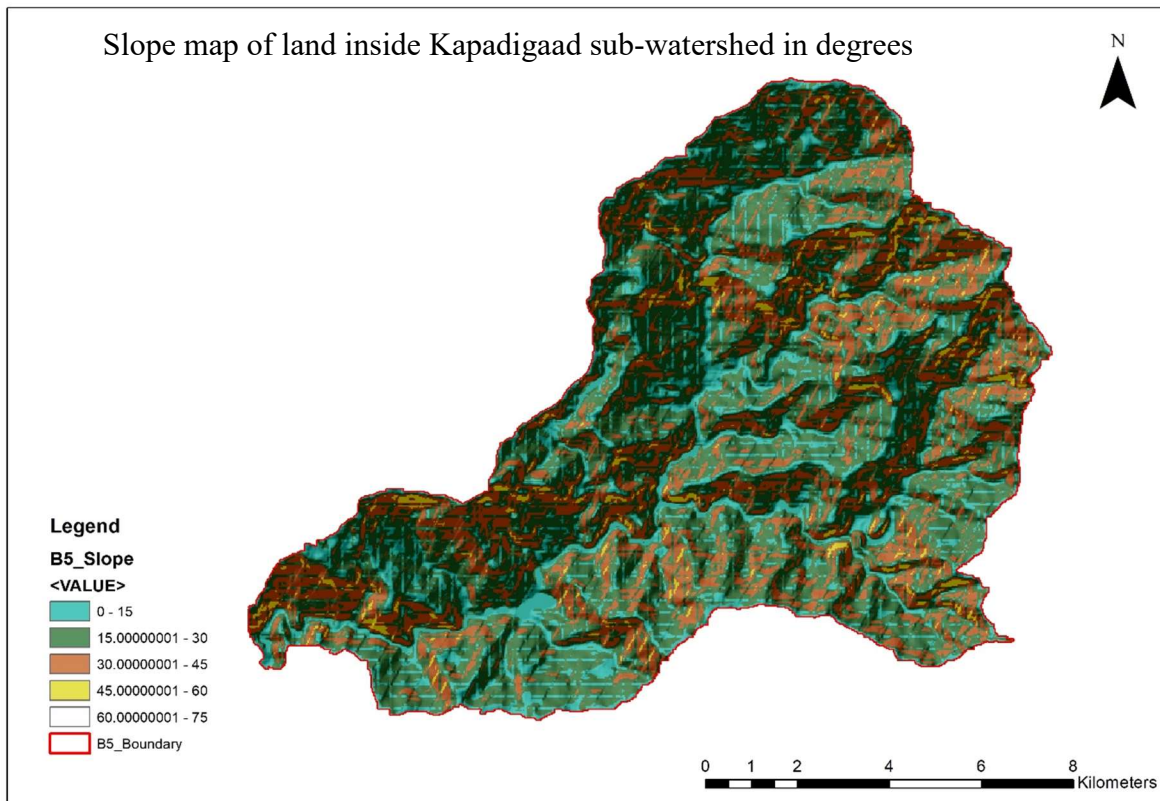 Slope map of land inside Kapadigaad sub-watershed in degrees
N
Legend
B5_Slope
<VALUE>
0 - 15
15.00000001 - 30
30.00000001 - 45
45.00000001 - 60
60.00000001 - 75
B5_Boundary
0 1 2 4 6 8
Kilometers